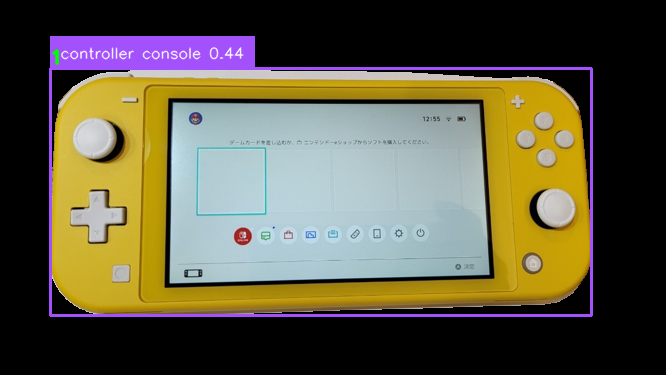 controller console 0.44
12:55
ゲームカードを差し込むか、 ニンテンドーeショップからソフトを購入してください。
決定